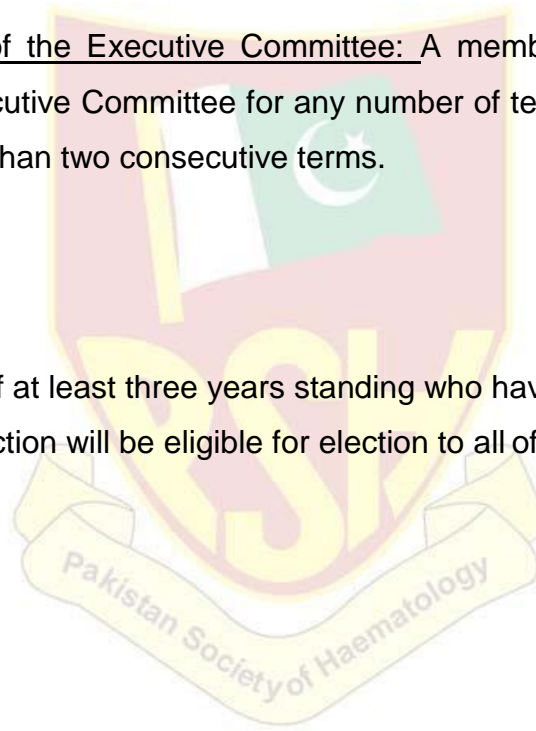 of the Executive Committee: A memb
cutive Committee for any number of te
han two consecutive terms.
f at least three years standing who hav
ction will be eligible for election to all of
PSH
Pakistan Society of Haematology